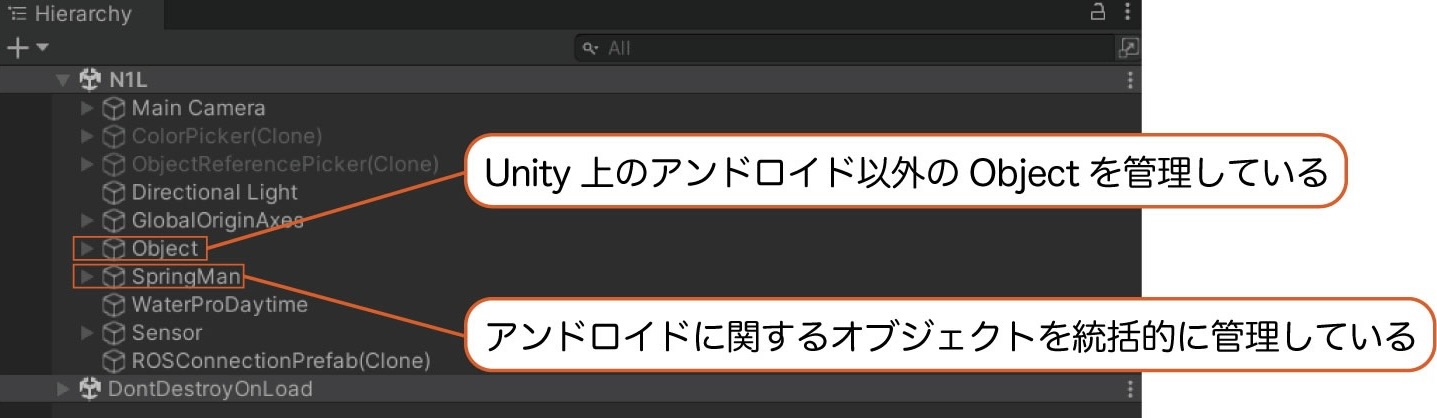 Hierarchy
All
N1L
Main Camera
ColorPicker(Clone)
ObjectReferencePicker(Clone)
Directional Light
GlobalOriginAxes
Object
SpringMan
WaterProDaytime
Sensor
ROSConnectionPrefab(Clone)
DontDestroyOnLoad
Unity 上のアンドロイド以外の Object を管理している
アンドロイドに関するオブジェクトを統括的に管理している